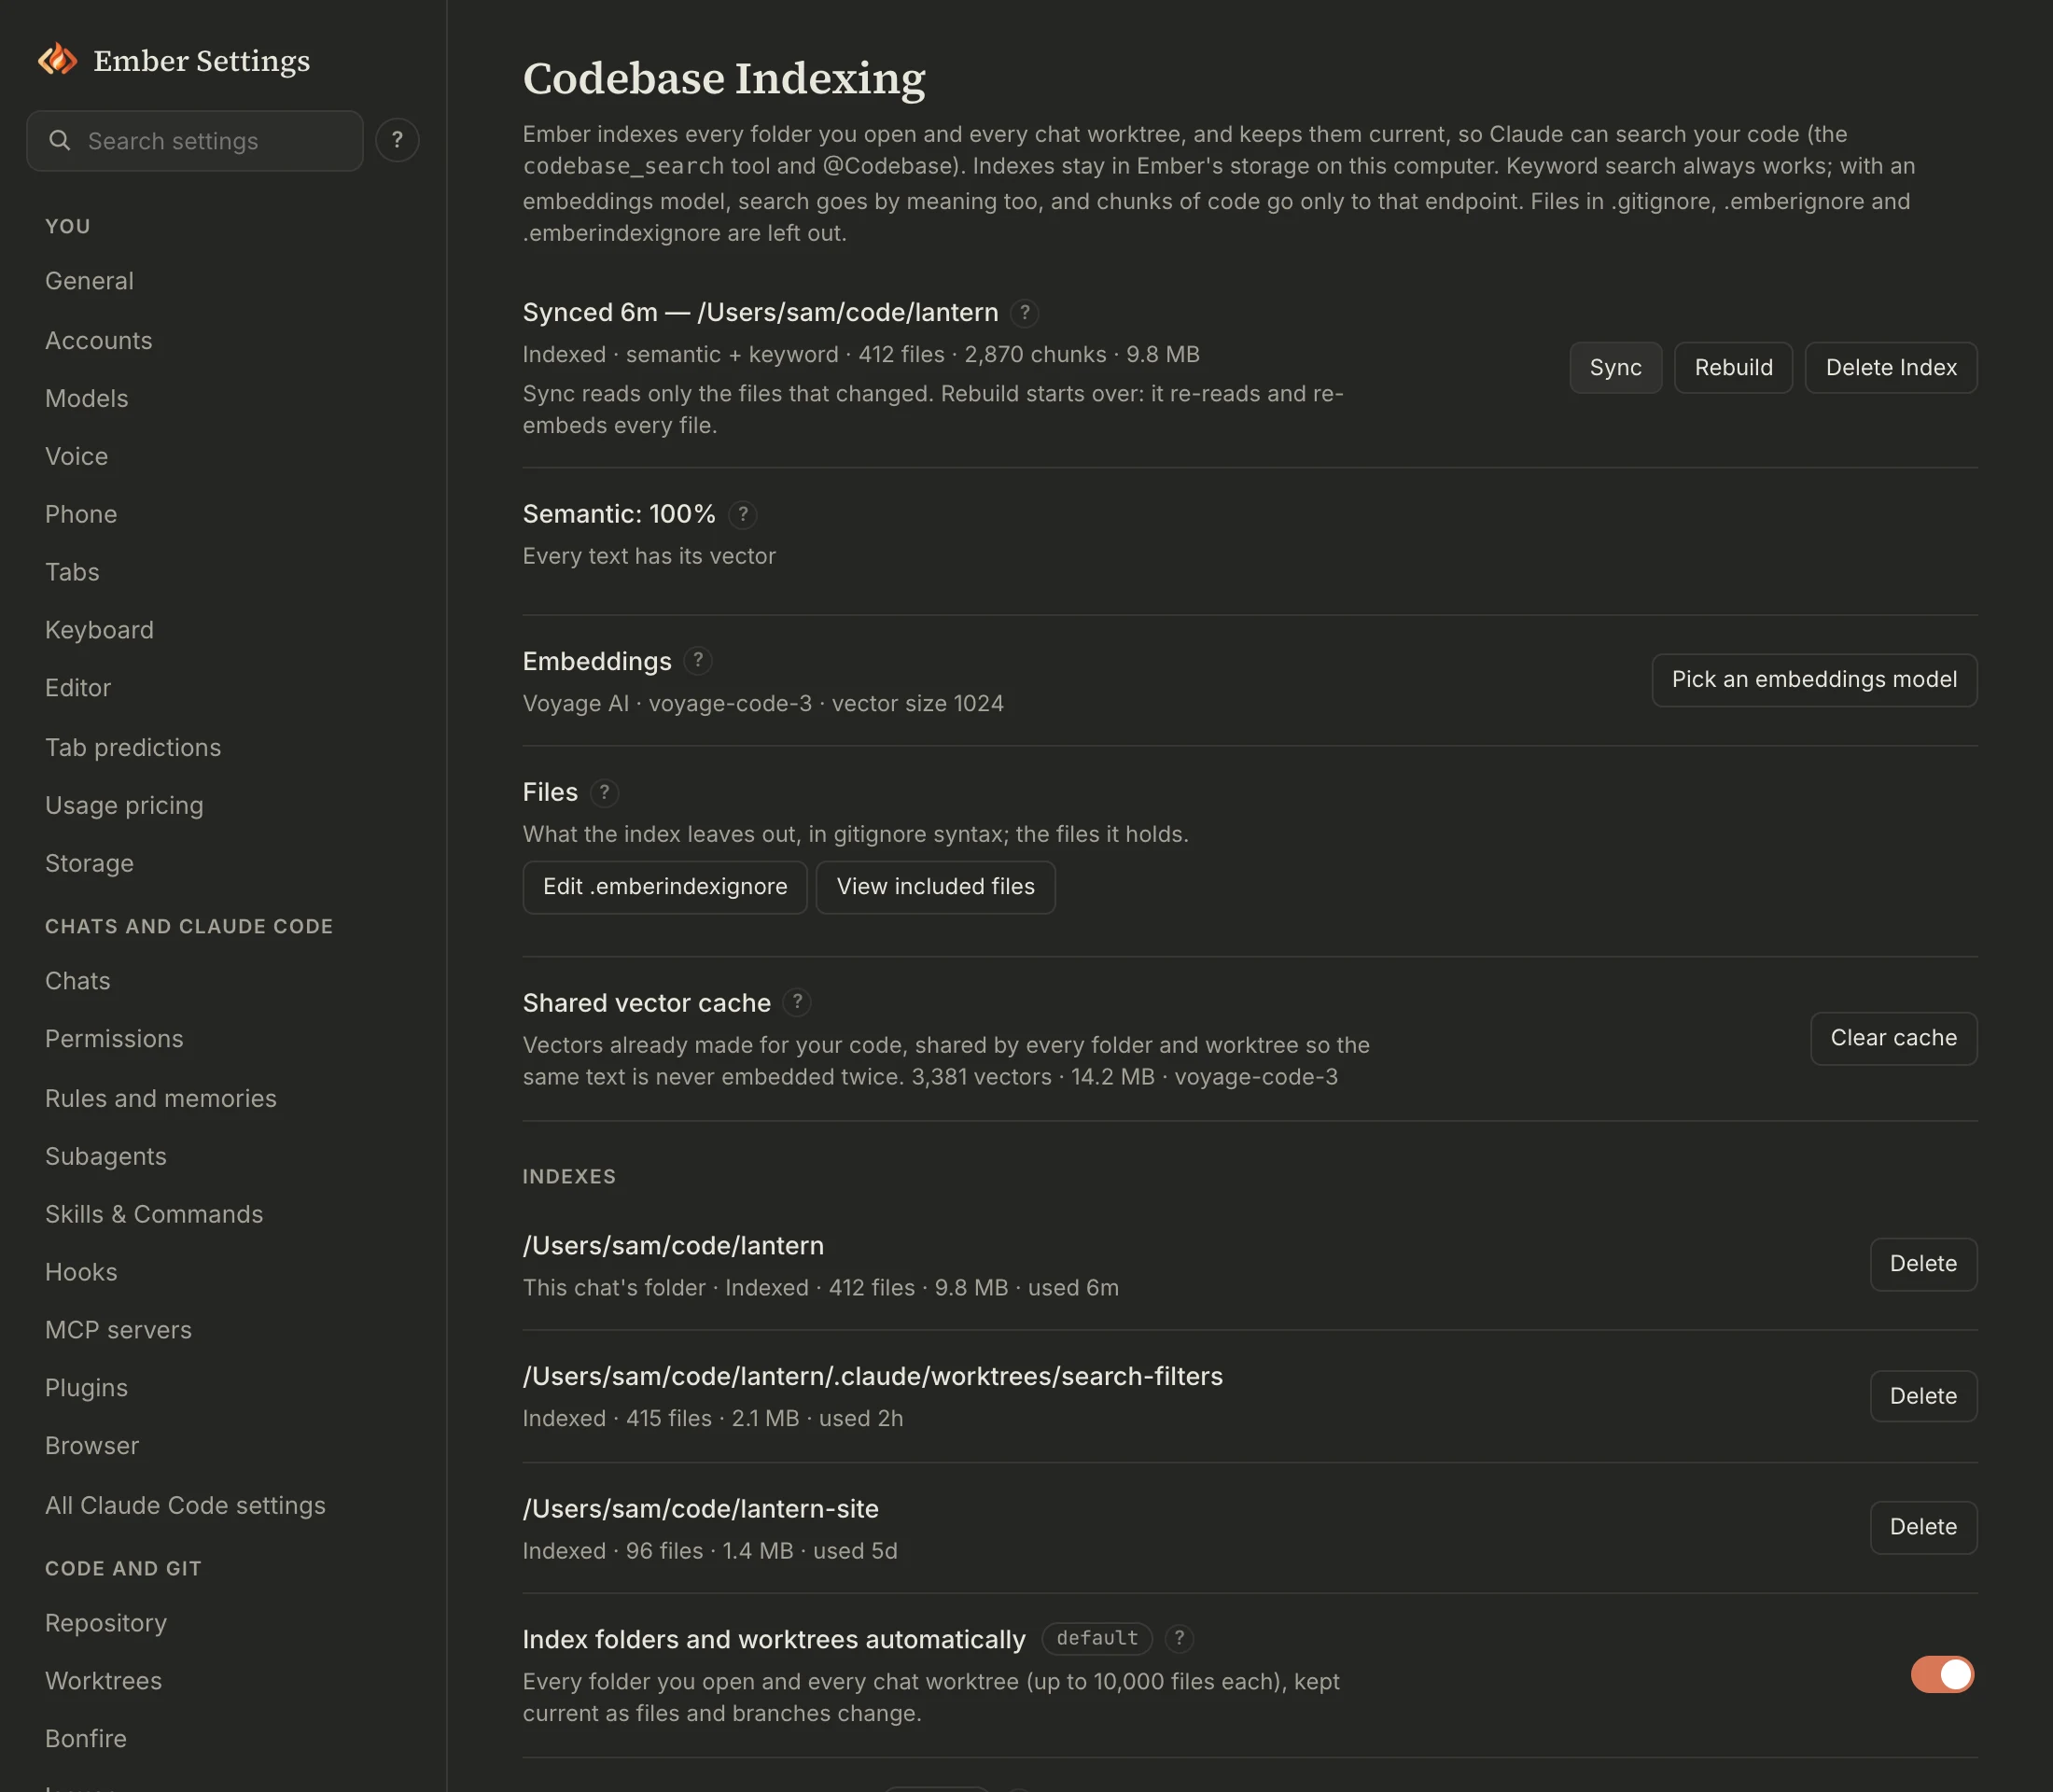 Ember Settings
Search settings
?
YOU
General
Accounts
Models
Voice
Phone
Tabs
Keyboard
Editor
Tab predictions
Usage pricing
Storage
CHATS AND CLAUDE CODE
Chats
Permissions
Rules and memories
Subagents
Skills & Commands
Hooks
MCP servers
Plugins
Browser
All Claude Code settings
CODE AND GIT
Repository
Worktrees
Bonfire
Codebase Indexing
Ember indexes every folder you open and every chat worktree, and keeps them current, so Claude can search your code (the
codebase_search tool and @Codebase). Indexes stay in Ember's storage on this computer. Keyword search always works; with an
embeddings model, search goes by meaning too, and chunks of code go only to that endpoint. Files in .gitignore, .emberignore and
.emberindexignore are left out.
Synced 6m — /Users/sam/code/lantern ?
Indexed · semantic + keyword · 412 files · 2,870 chunks · 9.8 MB
Sync reads only the files that changed. Rebuild starts over: it re-reads and re-
embeds every file.
Sync
Rebuild
Delete Index
Semantic: 100% ?
Every text has its vector
Embeddings ?
Voyage AI · voyage-code-3 · vector size 1024
Pick an embeddings model
Files ?
What the index leaves out, in gitignore syntax; the files it holds.
Edit .emberindexignore
View included files
Shared vector cache ?
Vectors already made for your code, shared by every folder and worktree so the
same text is never embedded twice. 3,381 vectors · 14.2 MB · voyage-code-3
Clear cache
INDEXES
/Users/sam/code/lantern
This chat's folder · Indexed · 412 files · 9.8 MB · used 6m
Delete
/Users/sam/code/lantern/.claude/worktrees/search-filters
Indexed · 415 files · 2.1 MB · used 2h
Delete
/Users/sam/code/lantern-site
Indexed · 96 files · 1.4 MB · used 5d
Delete
Index folders and worktrees automatically default ?
Every folder you open and every chat worktree (up to 10,000 files each), kept
current as files and branches change.